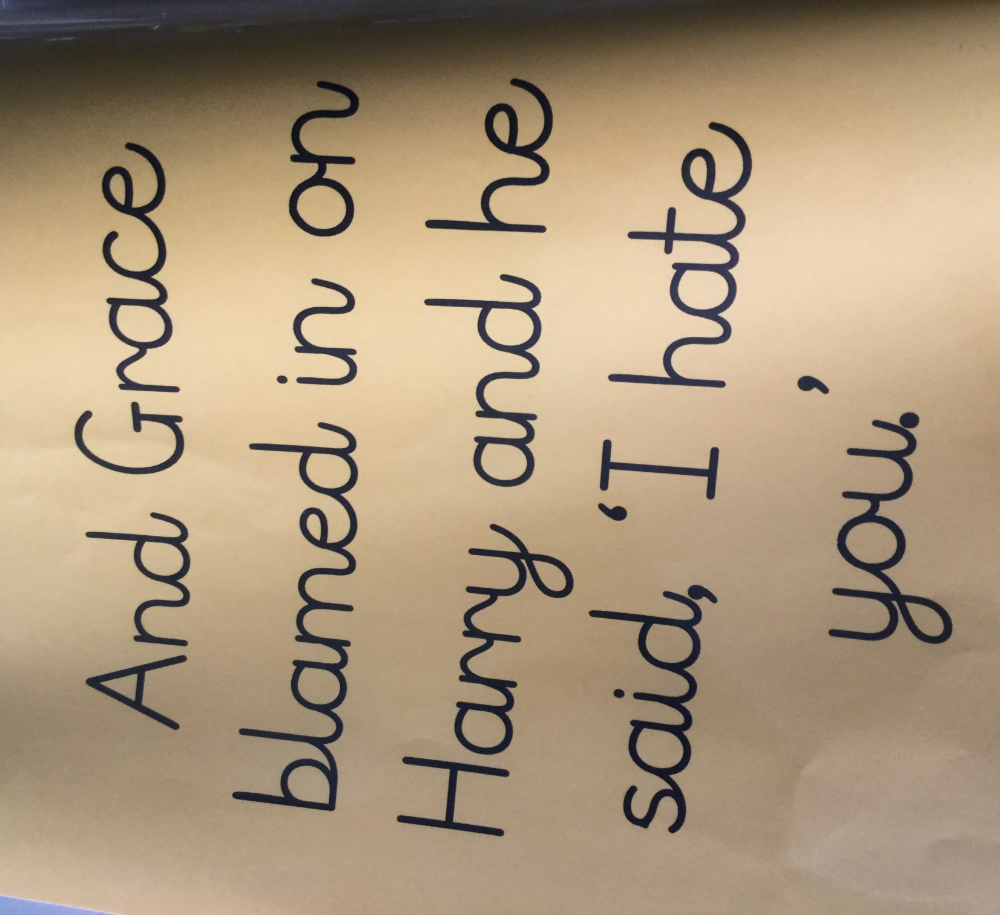 And Grace
blamed in on
Harry and he
said, ‘I hate
you.’